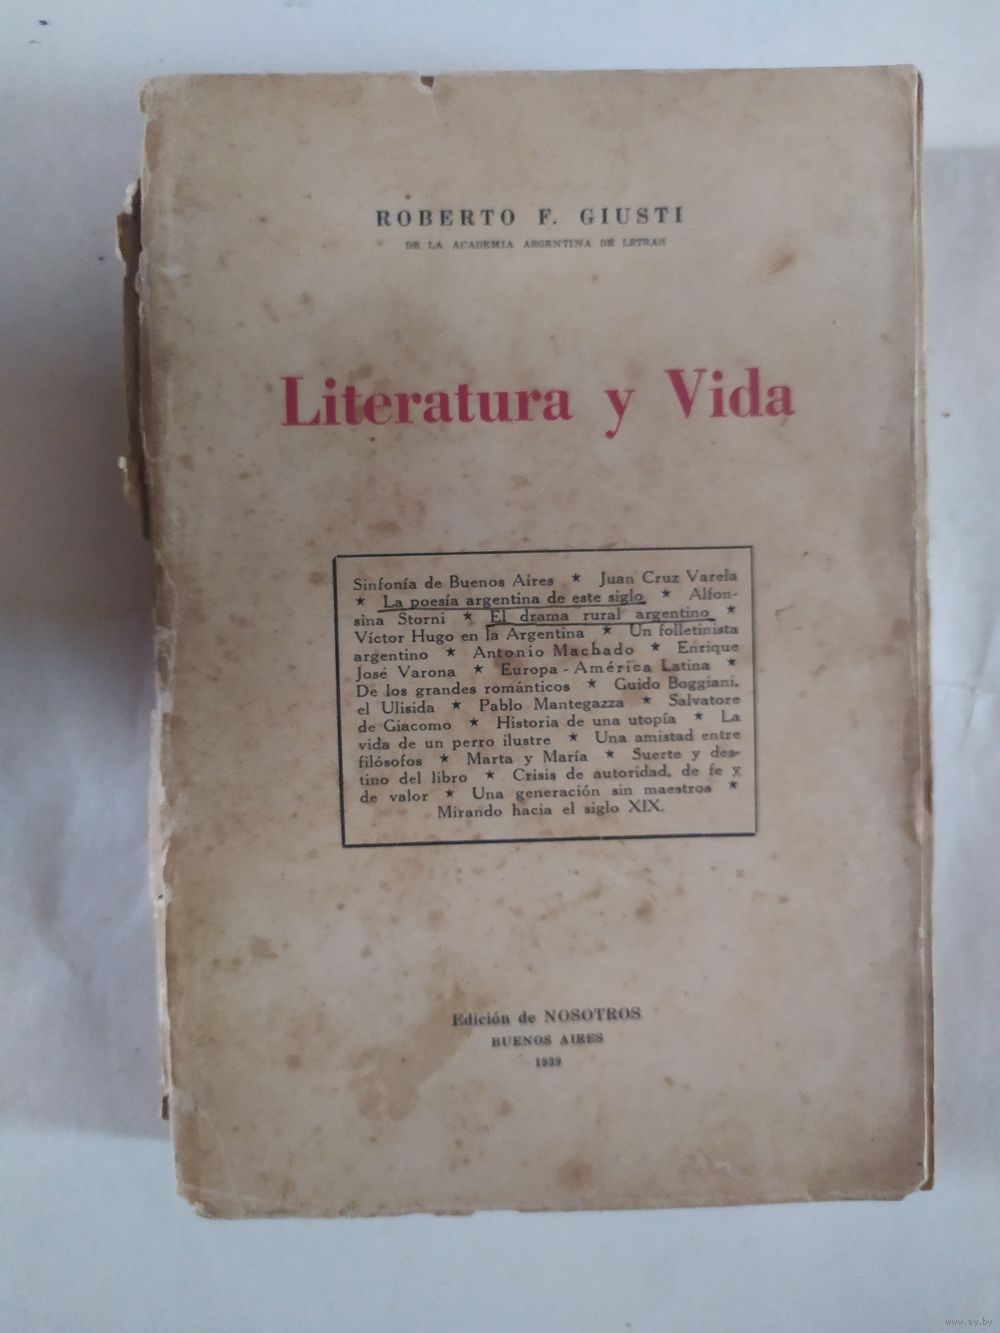 ROBERTO F. GIUSTI
DE LA ACADEMIA ARGENTINA DE LETRAS
Literatura y Vida
Sinfonía de Buenos Aires ★ Juan Cruz Varela
★ La poesía argentina de este siglo ★ Alfon-
sina Storni ★ El drama rural argentino ★
Víctor Hugo en la Argentina ★ Un folletinista
argentino ★ Antonio Machado ★ Enrique
José Varona ★ Europa - América Latina ★
De los grandes románticos ★ Guido Boggiani,
el Ulisida ★ Pablo Mantegazza ★ Salvatore
de Giacomo ★ Historia de una utopía ★ La
vida de un perro ilustre ★ Una amistad entre
filósofos ★ Marta y María ★ Suerte y des-
tino del libro ★ Crisis de autoridad, de fe y
de valor ★ Una generación sin maestros ★
Mirando hacia el siglo XIX.
Edición de NOSOTROS
BUENOS AIRES
1939
www.ay.by